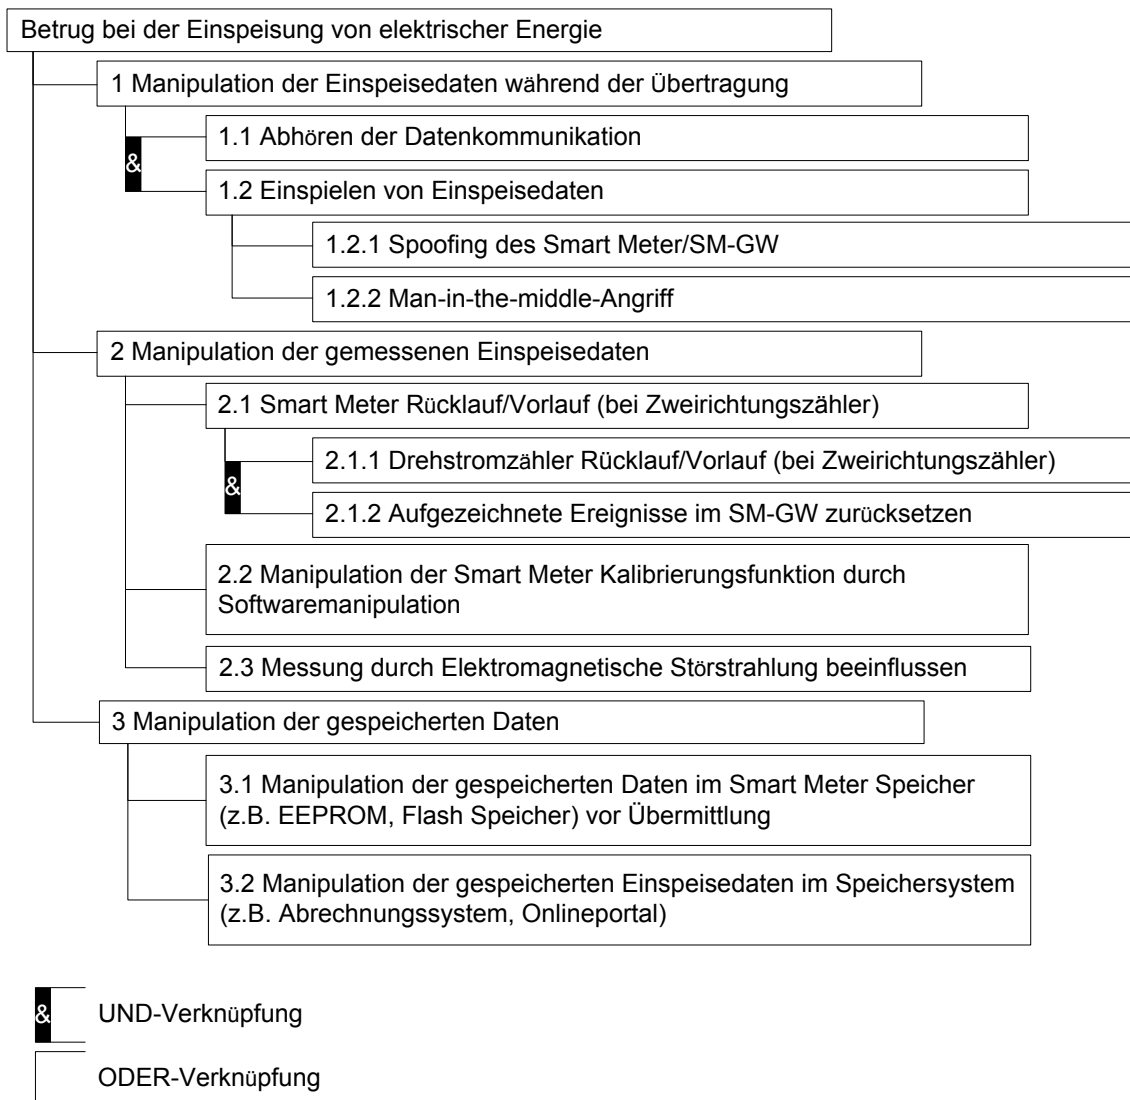 Betrug bei der Einspeisung von elektrischer Energie
1 Manipulation der Einspeisedaten während der Übertragung
&
1.1 Abhören der Datenkommunikation
1.2 Einspielen von Einspeisedaten
1.2.1 Spoofing des Smart Meter/SM-GW
1.2.2 Man-in-the-middle-Angriff
2 Manipulation der gemessenen Einspeisedaten
2.1 Smart Meter Rücklauf/Vorlauf (bei Zweirichtungszähler)
&
2.1.1 Drehstromzähler Rücklauf/Vorlauf (bei Zweirichtungszähler)
2.1.2 Aufgezeichnete Ereignisse im SM-GW zurücksetzen
2.2 Manipulation der Smart Meter Kalibrierungsfunktion durch
Softwaremanipulation
2.3 Messung durch Elektromagnetische Störstrahlung beeinflussen
3 Manipulation der gespeicherten Daten
3.1 Manipulation der gespeicherten Daten im Smart Meter Speicher
(z.B. EEPROM, Flash Speicher) vor Übermittlung
3.2 Manipulation der gespeicherten Einspeisedaten im Speichersystem
(z.B. Abrechnungssystem, Onlineportal)
& UND-Verknüpfung
ODER-Verknüpfung